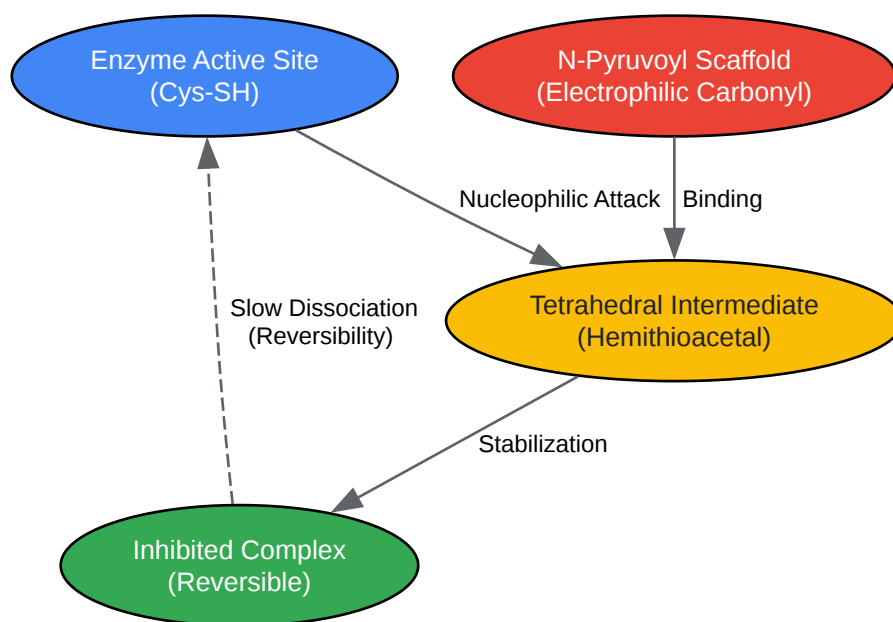 Enzyme Active Site
(Cys-SH)
N-Pyruvoyl Scaffold
(Electrophilic Carbonyl)
Nucleophilic Attack
Binding
Slow Dissociation
(Reversibility)
Tetrahedral Intermediate
(Hemithioacetal)
Stabilization
Inhibited Complex
(Reversible)